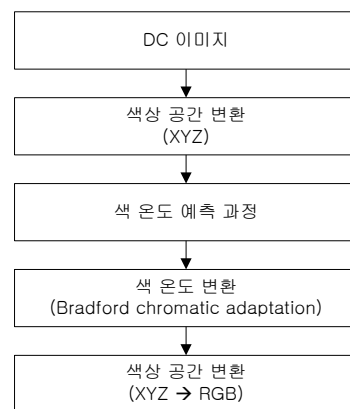 DC 이미지
색상 공간 변환
(XYZ)
색 온도 예측 과정
색 온도 변환
(Bradford chromatic adaptation)
색상 공간 변환
(XYZ → RGB)